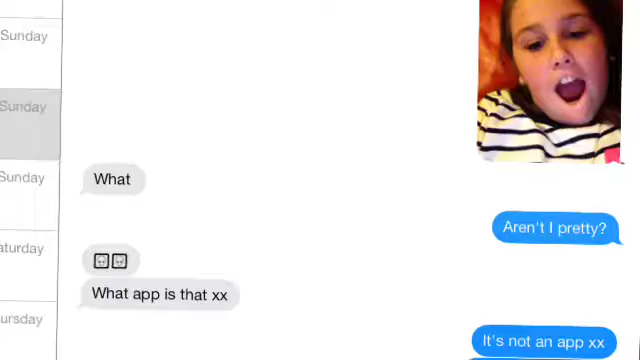 Sunday
Sunday
What
Sunday
Aren't I pretty?
aturday
What app is that xx
ursday
It's not an app xx